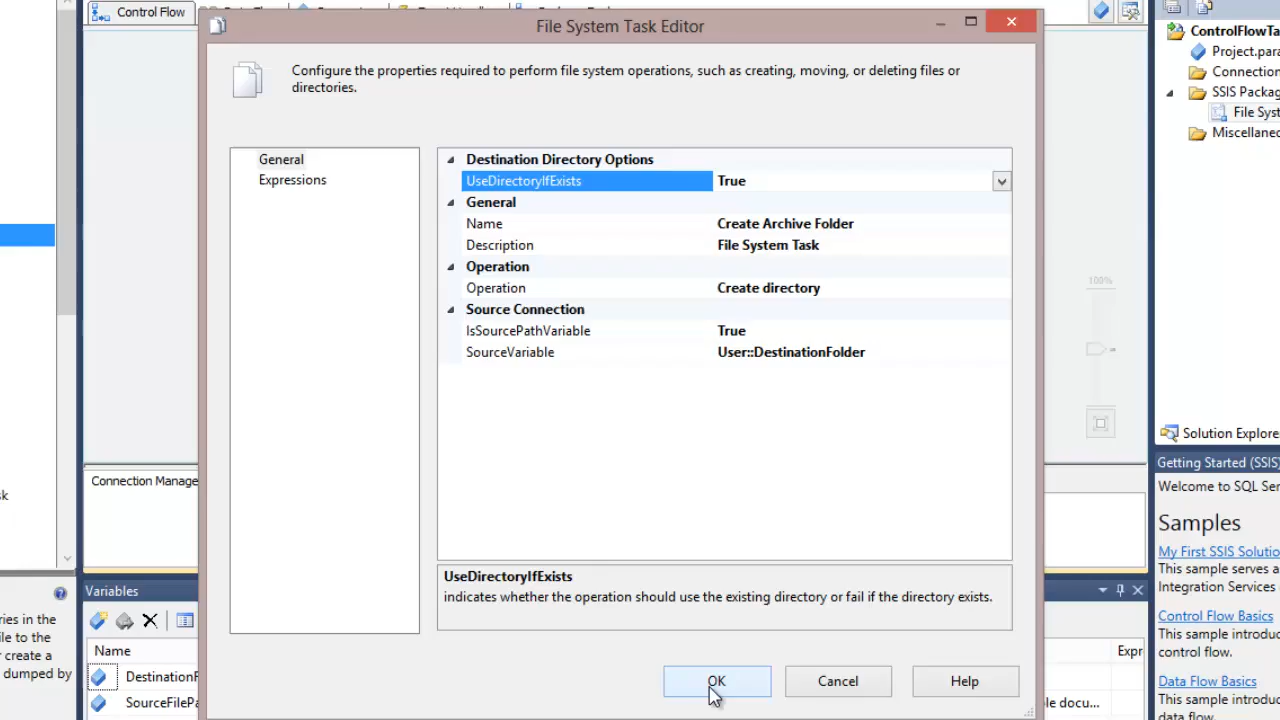 Control Flow
File System Task Editor
Configure the properties required to perform file system operations, such as creating, moving, or deleting files or
directories.
General
Expressions
Destination Directory Options
UseDirectoryIfExists True
General
Name Create Archive Folder
Description File System Task
Operation
Operation Create directory
Source Connection
IsSourcePathVariable True
SourceVariable User::DestinationFolder
UseDirectoryIfExists
indicates whether the operation should use the existing directory or fail if the directory exists.
OK Cancel Help
100%
ControlFlowTa
Project.para
Connection
SSIS Packag
File Syst
Miscellanec
Solution Explore
Getting Started (SSIS)
Welcome to SQL Ser
Samples
My First SSIS Solutio
This sample serves a
Integration Services
Control Flow Basics
This sample introduc
control flow.
Data Flow Basics
This sample introduc
data flow.
Connection Manage
Variables
Name Expr
DestinationF
SourceFilePa le docu...
sk
ries in the
ile to the
r create a
dumped by